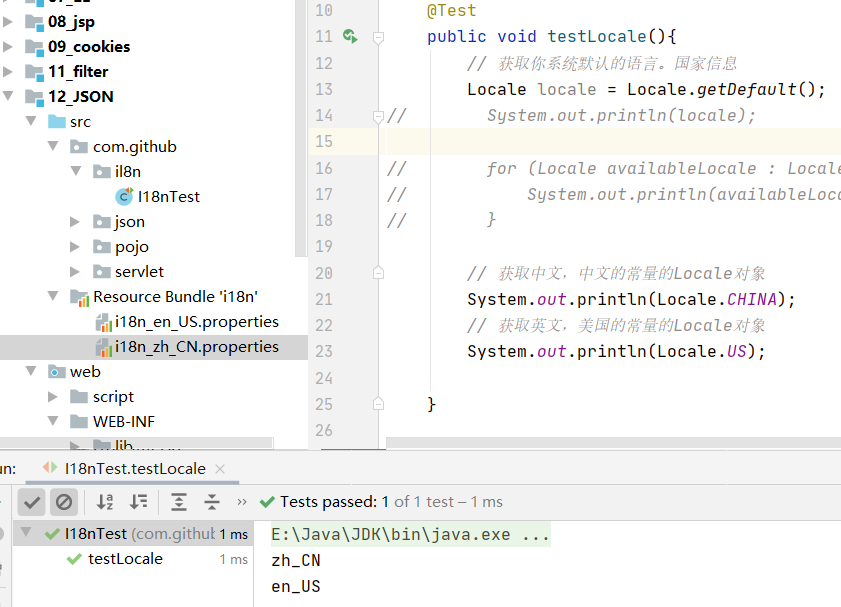 08_jsp
09_cookies
11_filter
12_JSON
src
com.github
il8n
I18nTest
json
pojo
servlet
Resource Bundle 'i18n'
i18n_en_US.properties
i18n_zh_CN.properties
web
script
WEB-INF
lib
10 @Test
11 public void testLocale(){
12 // 获取你系统默认的语言。国家信息
13 Locale locale = Locale.getDefault();
14 // System.out.println(locale);
15
16 // for (Locale availableLocale : Locale
17 // System.out.println(availableLoca
18 // }
19
20 // 获取中文，中文的常量的Locale对象
21 System.out.println(Locale.CHINA);
22 // 获取英文，美国的常量的Locale对象
23 System.out.println(Locale.US);
24
25 }
26
un: I18nTest.testLocale ×
» Tests passed: 1 of 1 test – 1 ms
I18nTest (com.github 1 ms
testLocale 1 ms
E:\Java\JDK\bin\java.exe ...
zh_CN
en_US